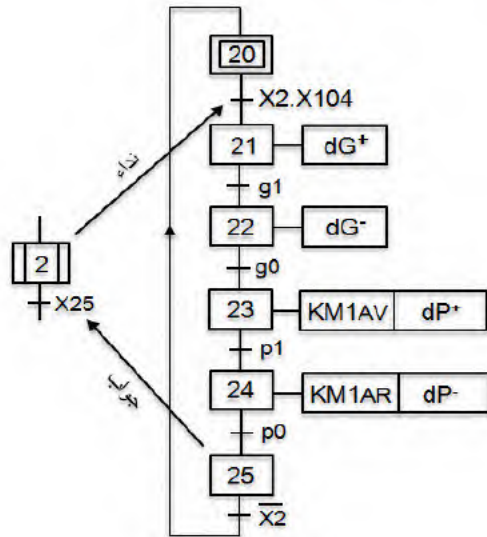 20
X2.X104
نداء
21 dG+
g1
22 dG-
g0
2
X25
23 KM1AV dP+
p1
جواب
24 KM1AR dP-
p0
25
X̅2̅